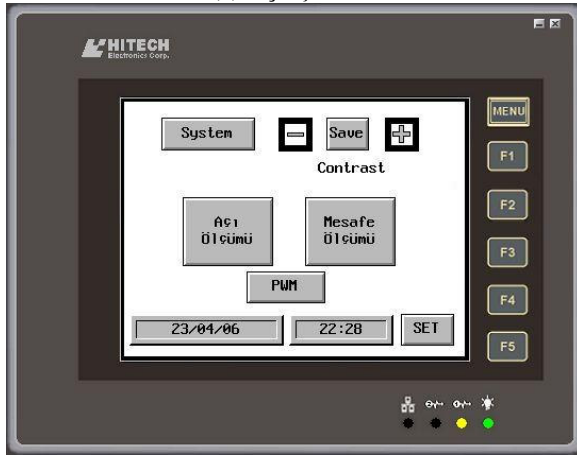 HITECH
Electronics Corp.
MENU
System Save
F1
Contrast
F2
Açı Mesafe
Ölçümü Ölçümü
F3
PWM
F4
23/04/06 22:28 SET
F5